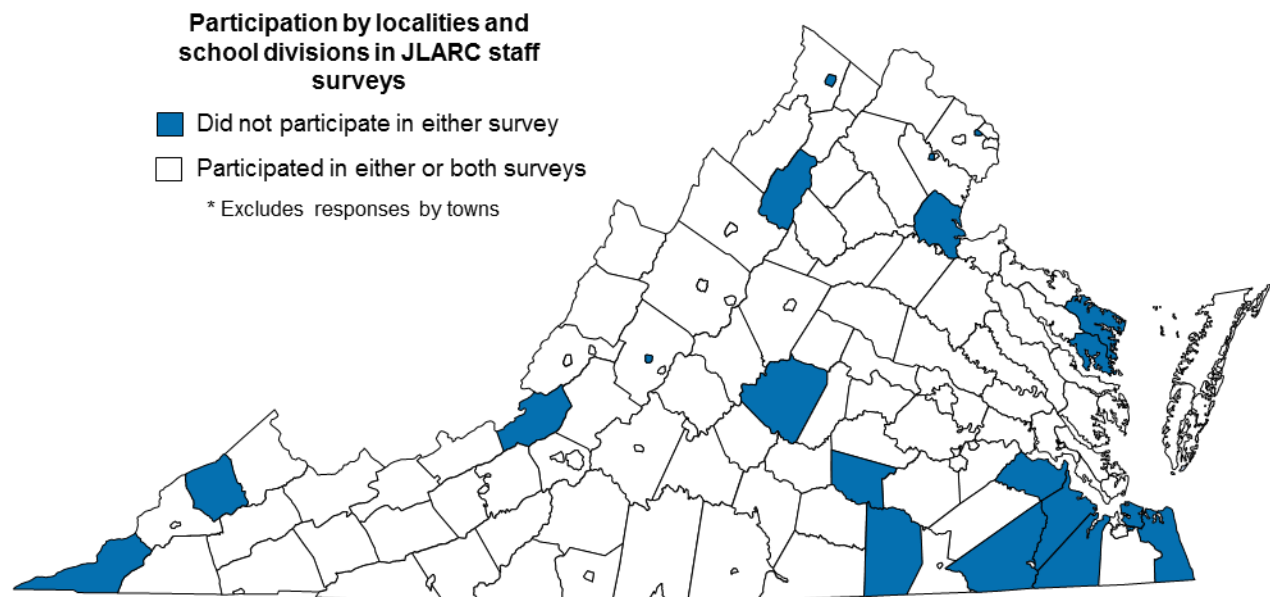 Participation by localities and
school divisions in JLARC staff
surveys
Did not participate in either survey
Participated in either or both surveys
* Excludes responses by towns